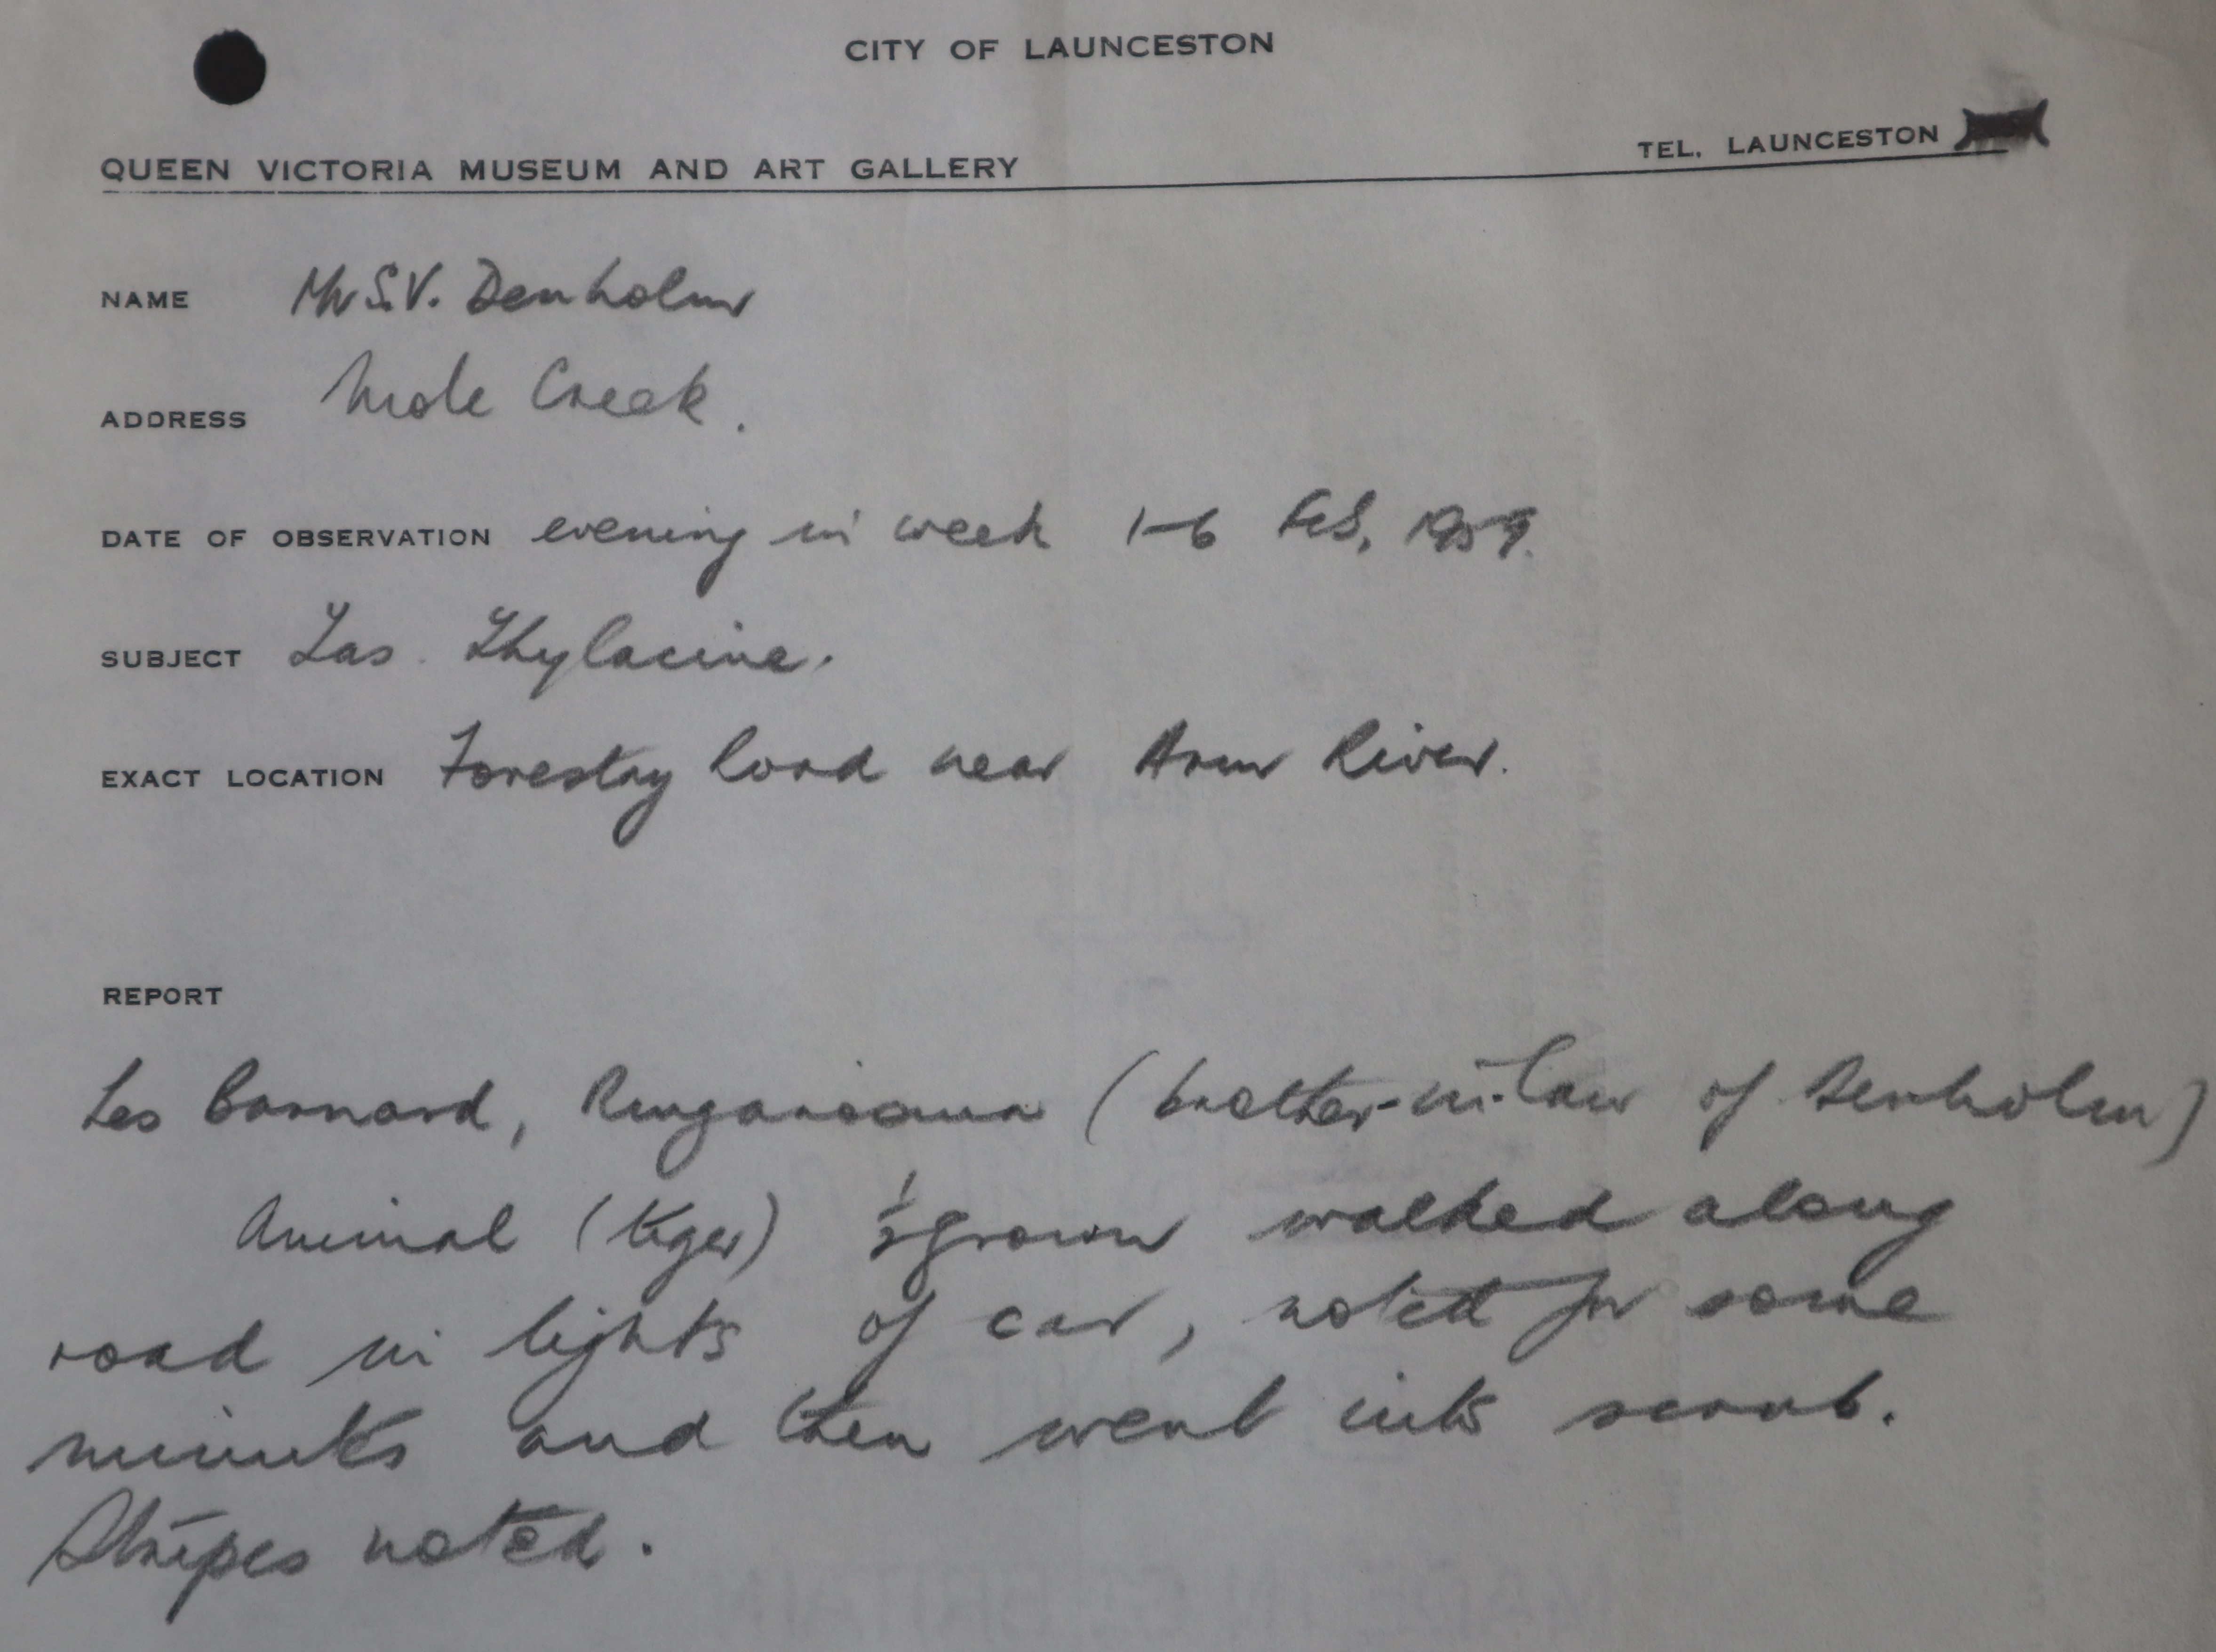 CITY OF LAUNCESTON
TEL. LAUNCESTON
QUEEN VICTORIA MUSEUM AND ART GALLERY
NAME Mr S.V. Denholm
ADDRESS Mole Creek.
DATE OF OBSERVATION evening in week 1-6 Feb, 1959.
SUBJECT Tas. Thylacine.
EXACT LOCATION Forestry Road near Arm River.
REPORT
Les Barnard, Ringarooma (brother-in-law of Denholm)
Animal (tiger) ½ grown walked along
road in lights of car, noted for some
minutes and then went into scrub.
Stripes noted.